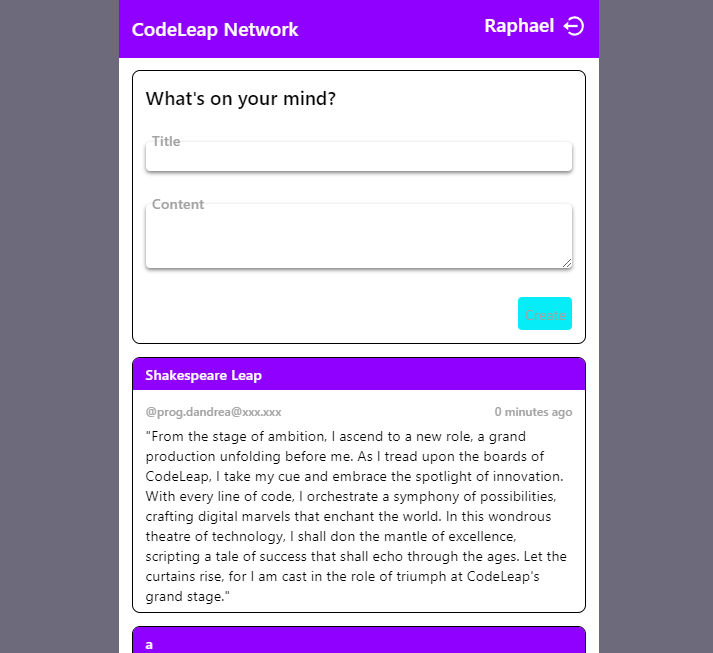 CodeLeap Network
Raphael
What's on your mind?
Title
Content
Create
Shakespeare Leap
@prog.dandrea@xxx.xxx
0 minutes ago
"From the stage of ambition, I ascend to a new role, a grand
production unfolding before me. As I tread upon the boards of
CodeLeap, I take my cue and embrace the spotlight of innovation.
With every line of code, I orchestrate a symphony of possibilities,
crafting digital marvels that enchant the world. In this wondrous
theatre of technology, I shall don the mantle of excellence,
scripting a tale of success that shall echo through the ages. Let the
curtains rise, for I am cast in the role of triumph at CodeLeap's
grand stage."
a